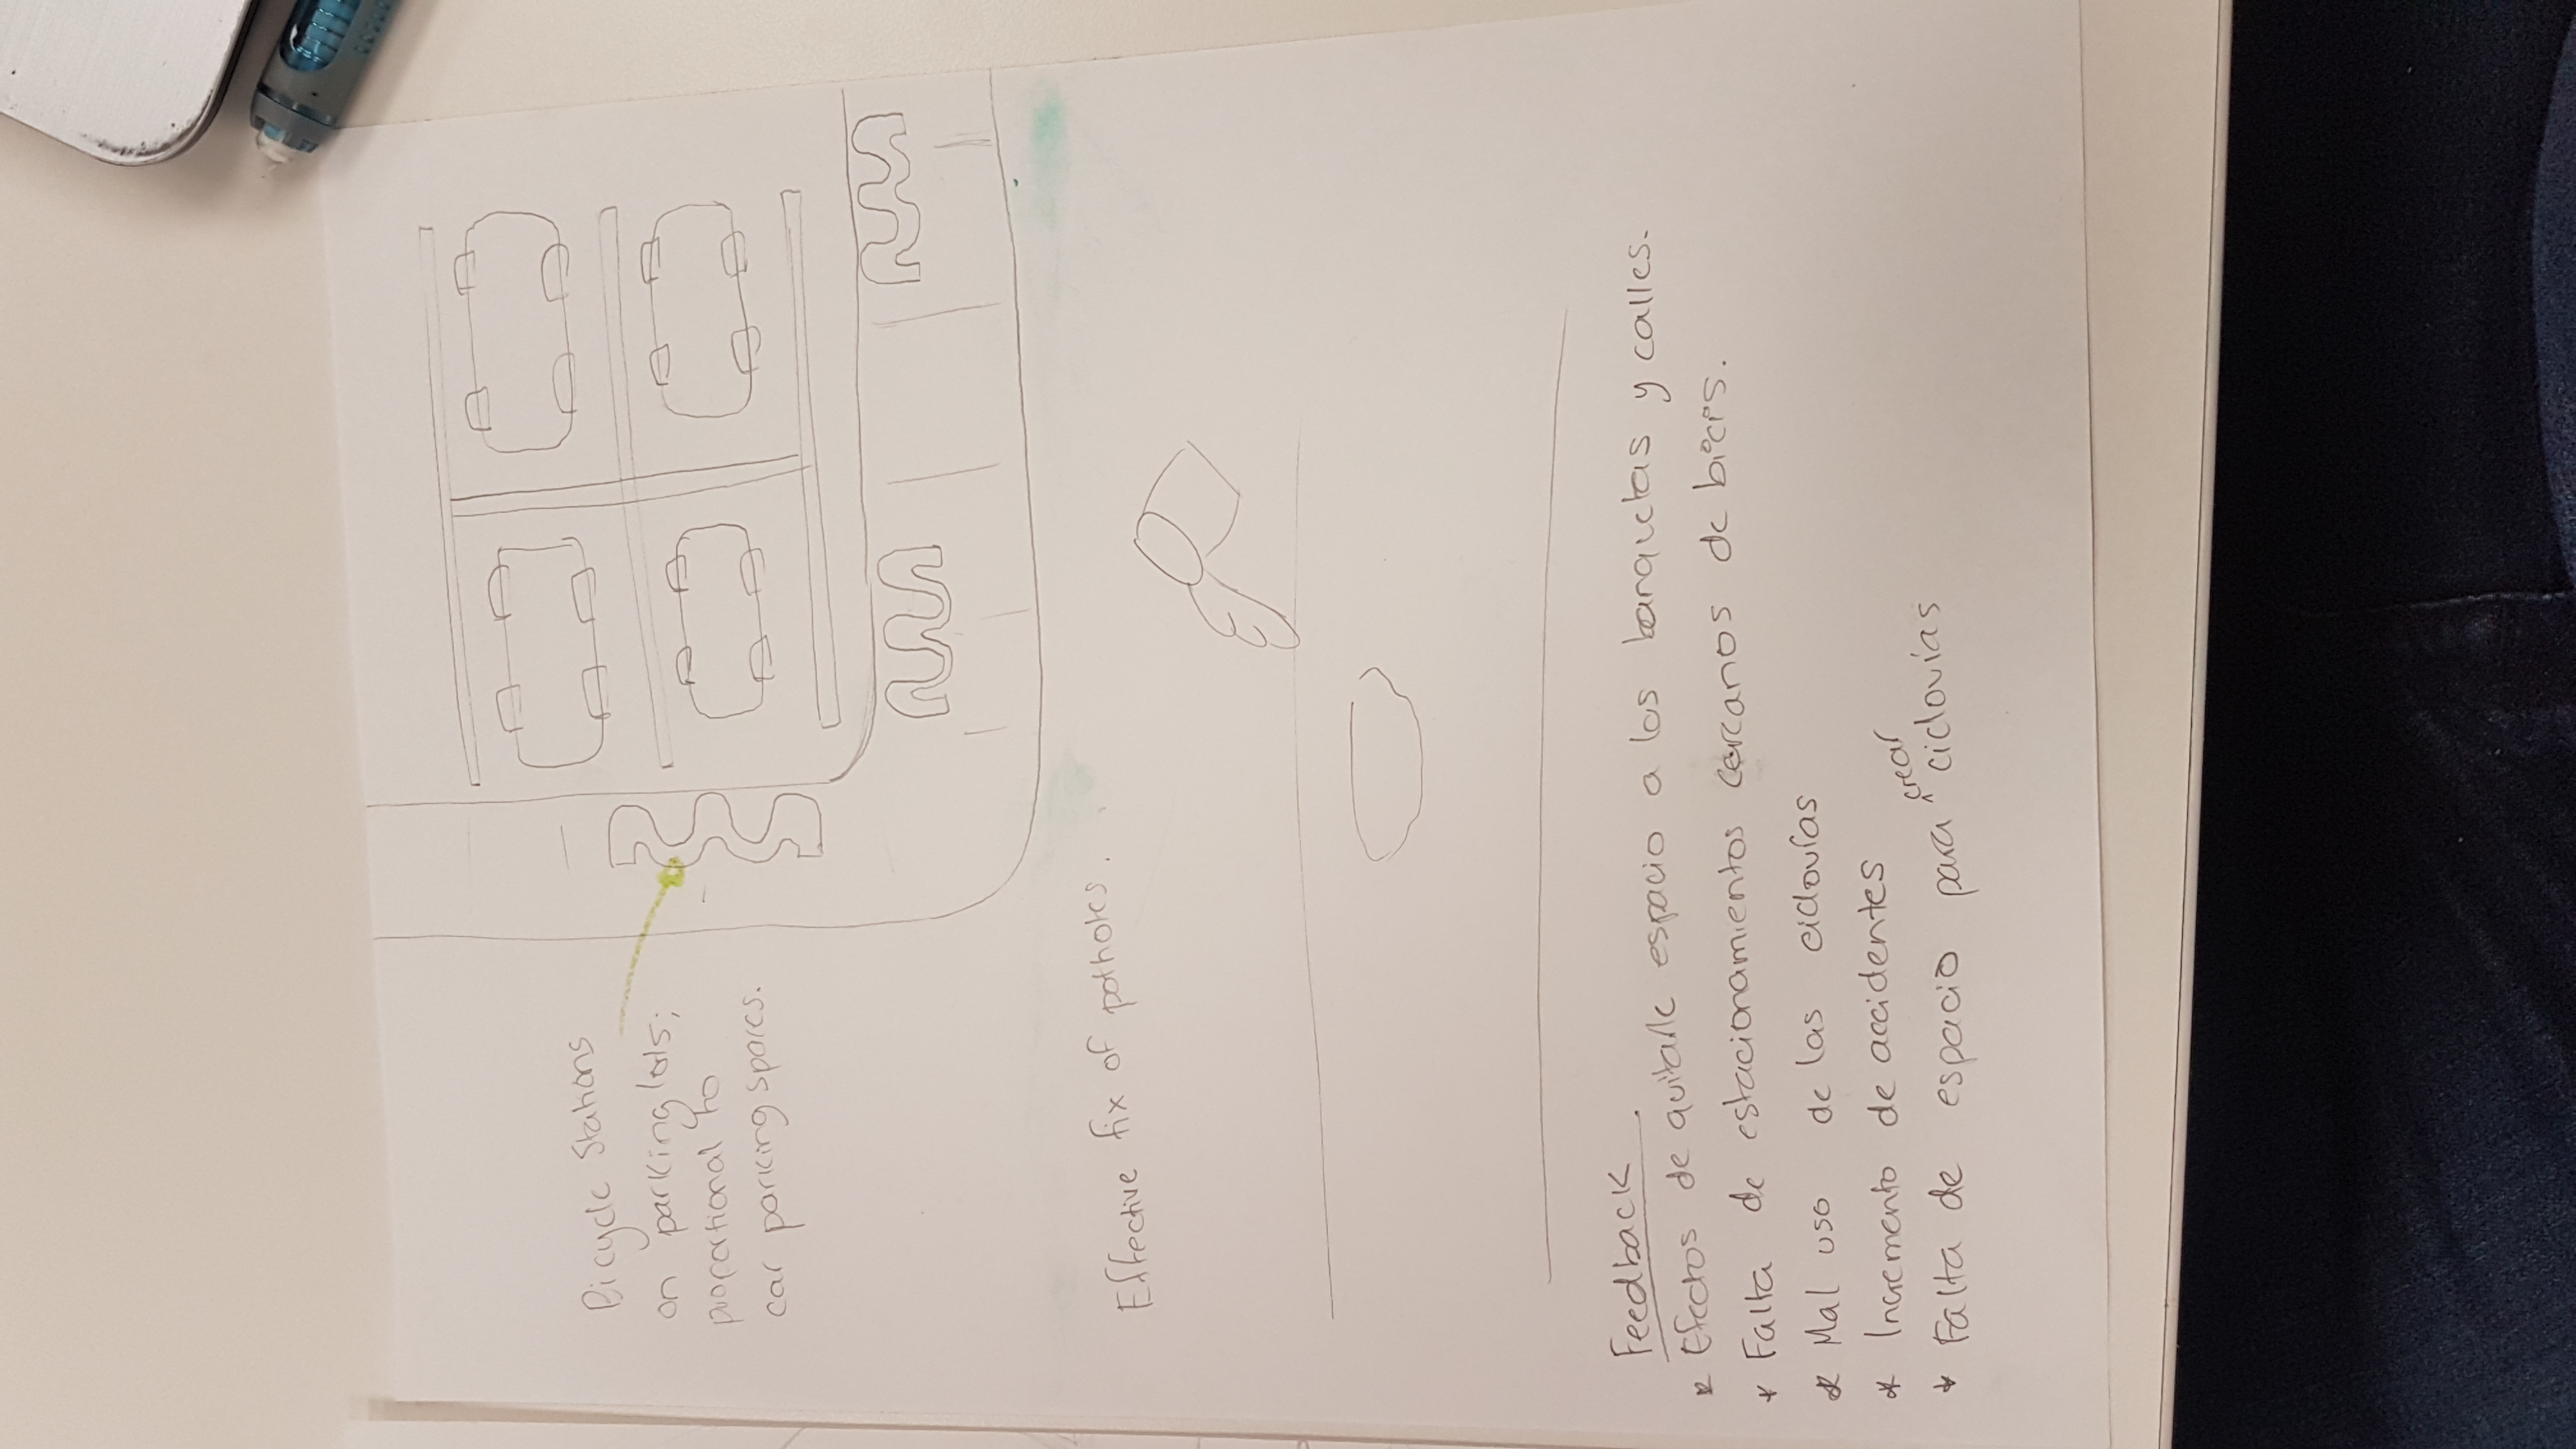 Bicycle Stations
on parking lots;
proportional to
car parking spaces.
Effective fix of potholes.
Feedback
* Efectos de quitarle espacio a las banquetas y calles.
* Falta de estacionamientos cercanos de bicis.
* Mal uso de las ciclovías
* Incremento de accidentes
* Falta de espacio para crear ciclovías